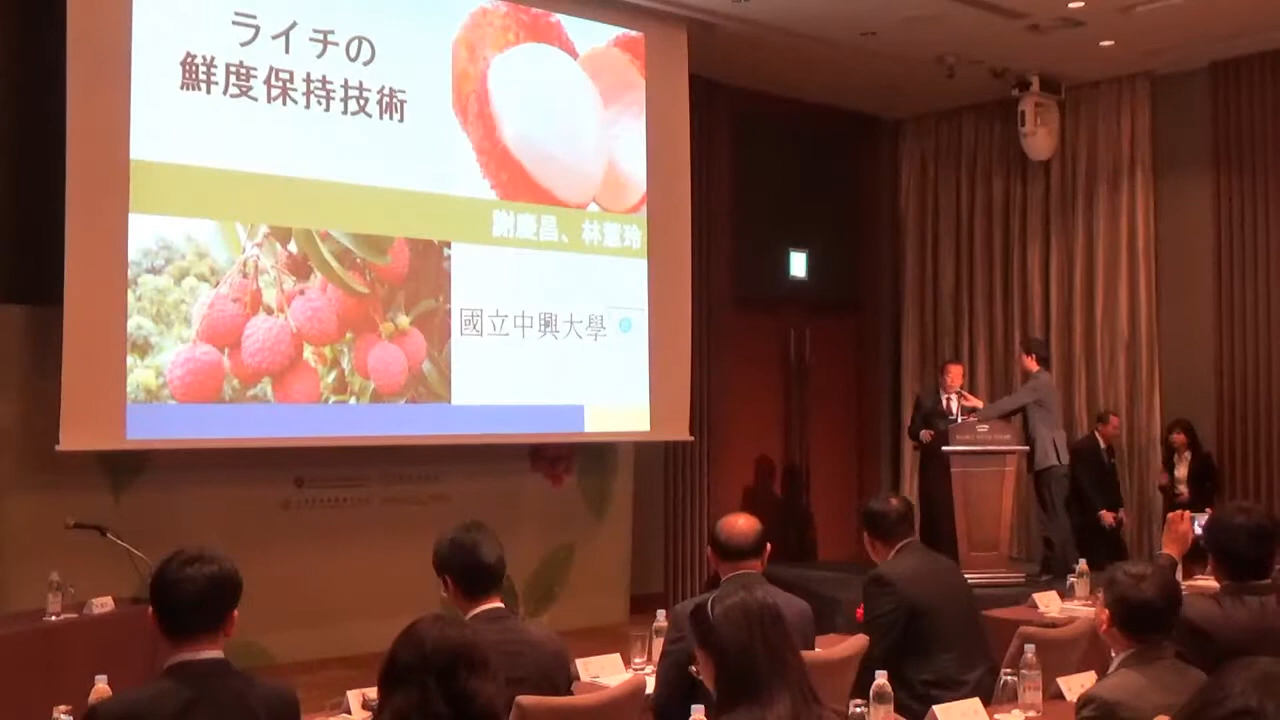 ライチの
鮮度保持技術
謝慶昌、林慧玲
國立中興大學